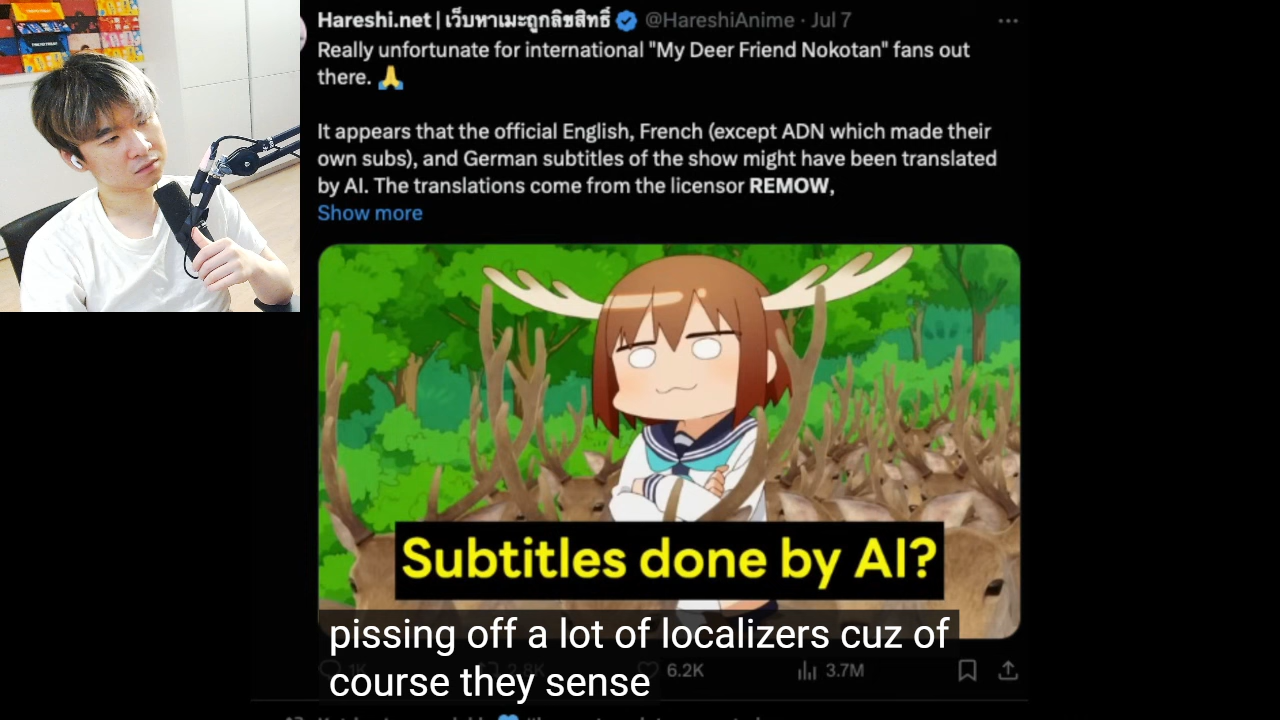 Hareshi.net | เว็บหาเมะถูกลิขสิทธิ์ @HareshiAnime · Jul 7
Really unfortunate for international "My Deer Friend Nokotan" fans out
there. 🙏
It appears that the official English, French (except ADN which made their
own subs), and German subtitles of the show might have been translated
by AI. The translations come from the licensor REMOW,
Show more
Subtitles done by AI?
pissing off a lot of localizers cuz of
course they sense
1K 2.8K 6.2K 3.7M